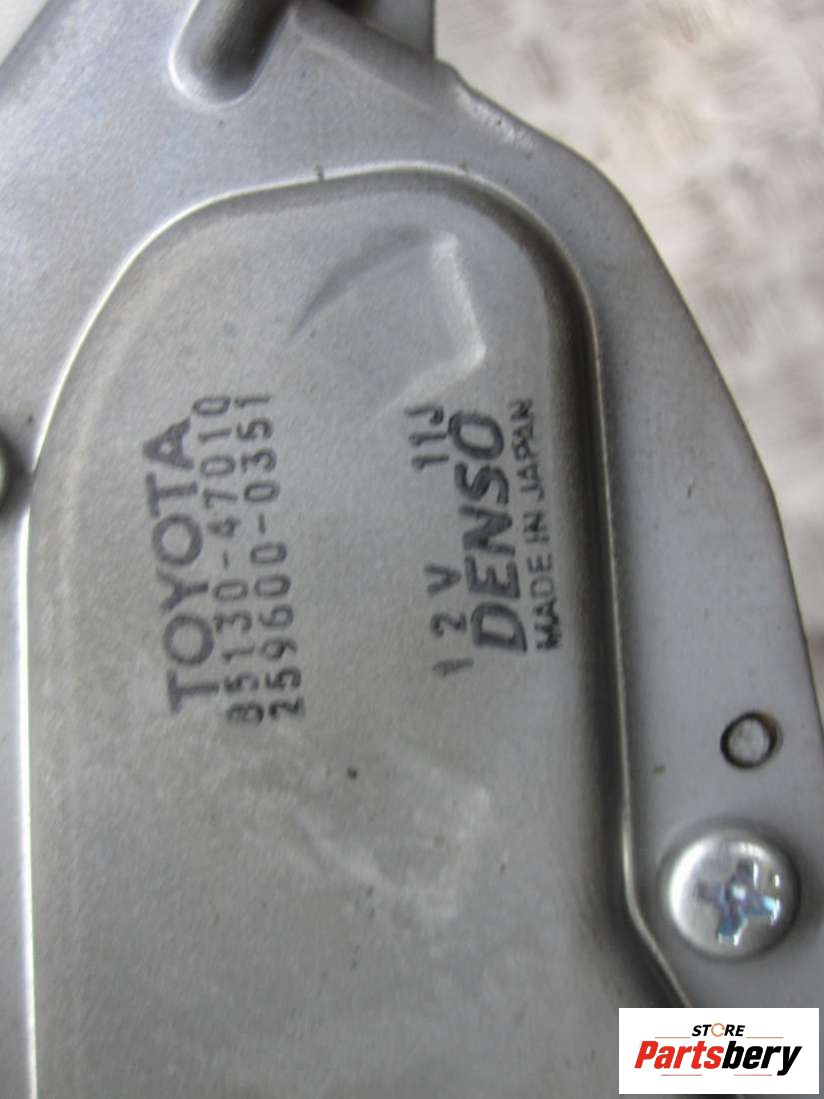 TOYOTA
85130-47010
259600-0351
12V 11J
DENSO
MADE IN JAPAN
STORE
Partsbery